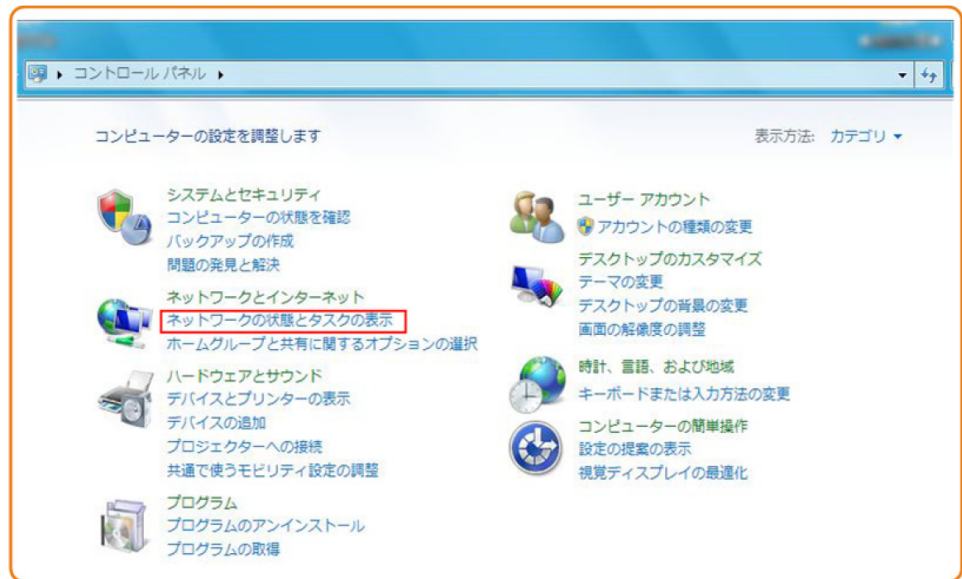 コントロール パネル
コンピューターの設定を調整します
表示方法: カテゴリ
システムとセキュリティ
コンピューターの状態を確認
バックアップの作成
問題の発見と解決
ネットワークとインターネット
ネットワークの状態とタスクの表示
ホームグループと共有に関するオプションの選択
ハードウェアとサウンド
デバイスとプリンターの表示
デバイスの追加
プロジェクターへの接続
共通で使うモビリティ設定の調整
プログラム
プログラムのアンインストール
プログラムの取得
ユーザー アカウント
アカウントの種類の変更
デスクトップのカスタマイズ
テーマの変更
デスクトップの背景の変更
画面の解像度の調整
時計、言語、および地域
キーボードまたは入力方法の変更
コンピューターの簡単操作
設定の提案の表示
視覚ディスプレイの最適化